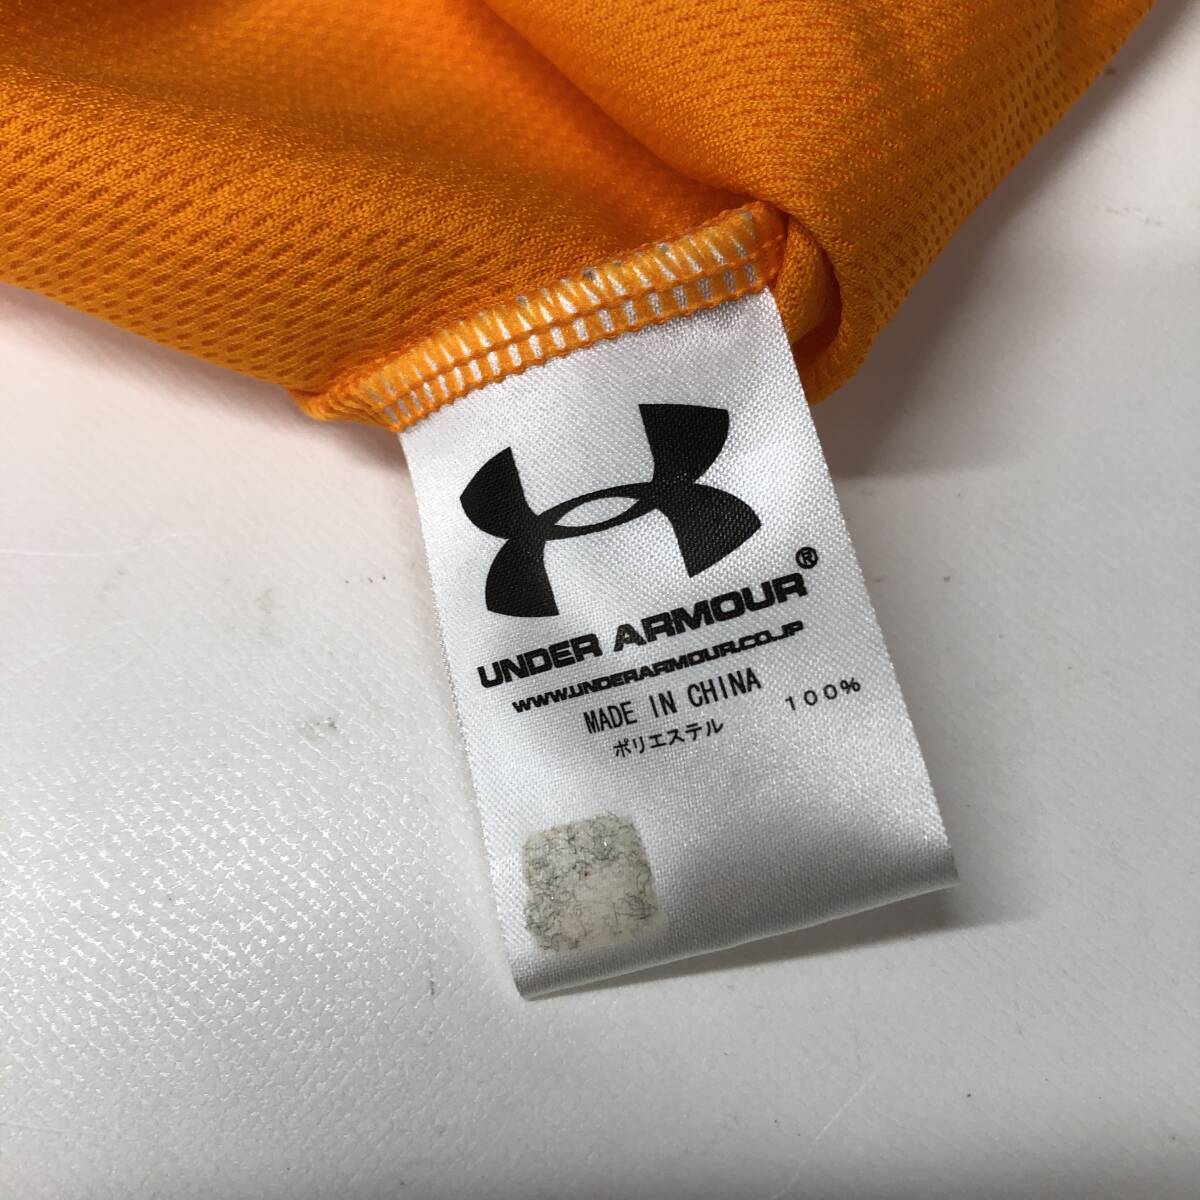 UNDER ARMOUR®
WWW.UNDERARMOUR.CO.JP
MADE IN CHINA
ポリエステル １００％